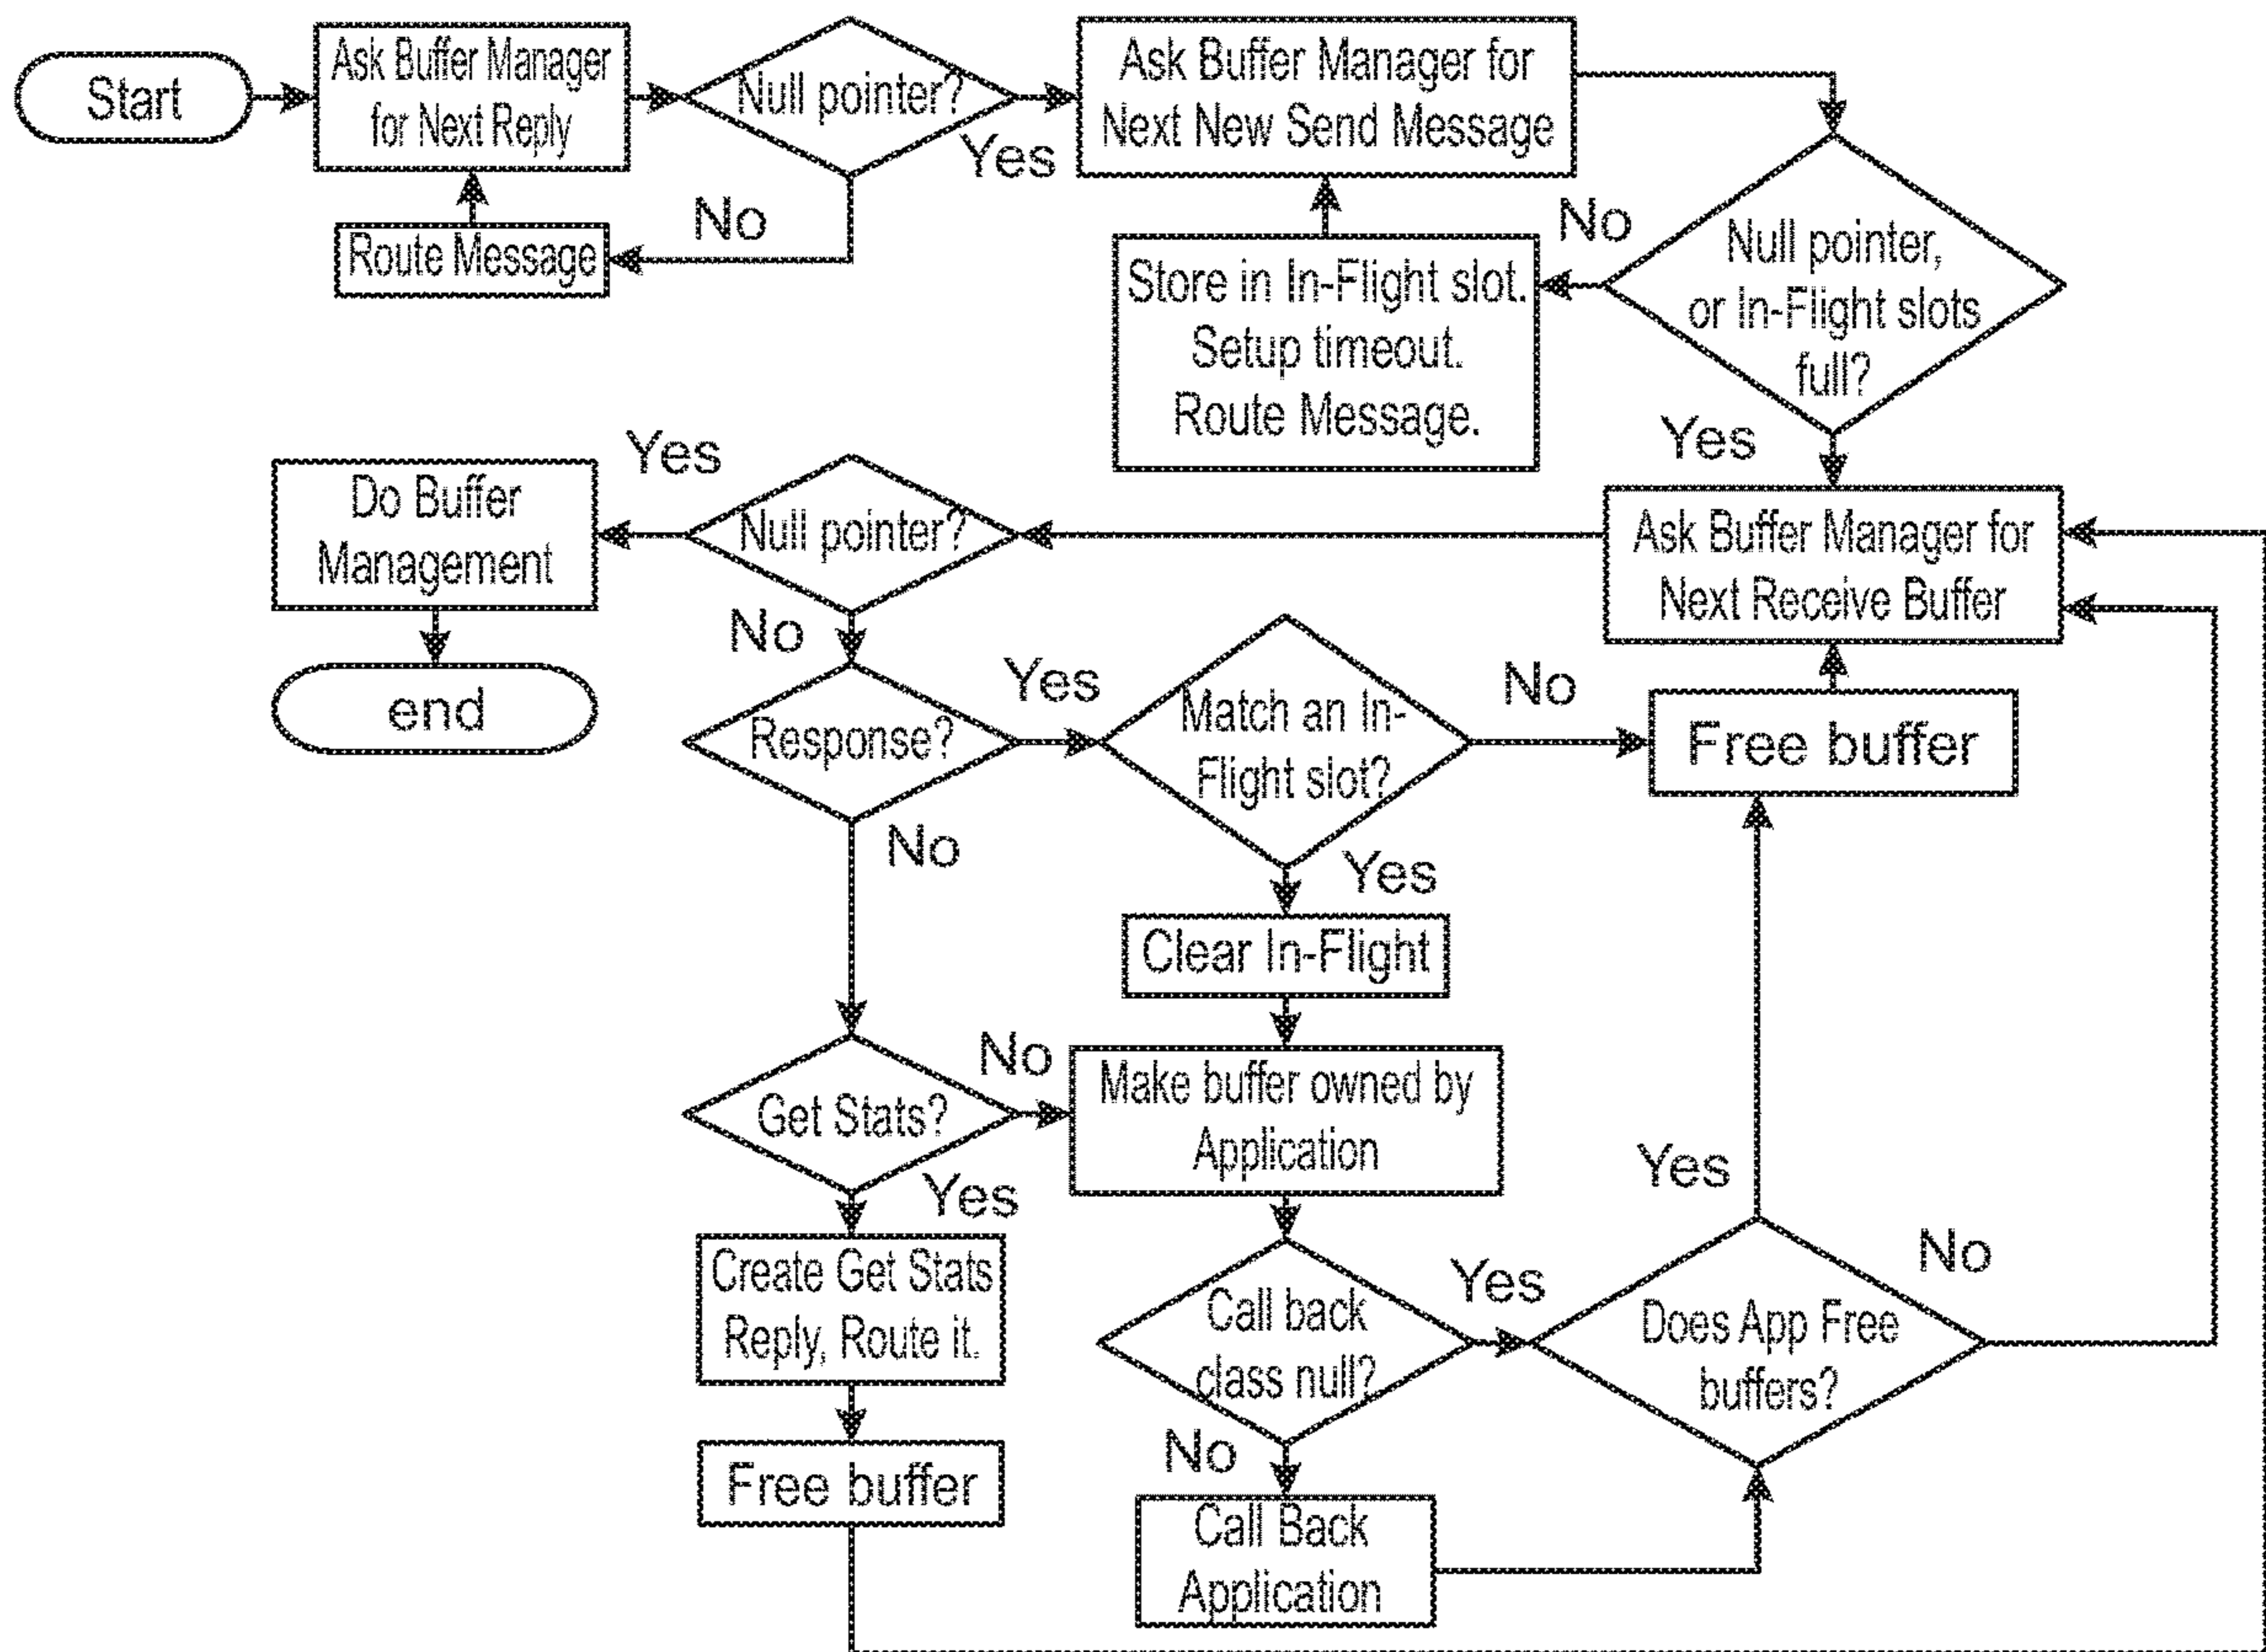 Start
Ask Buffer Manager
for Next Reply
Null pointer?
Yes
No
Route Message
Ask Buffer Manager for
Next New Send Message
Null pointer,
or In-Flight slots
full?
No
Store in In-Flight slot.
Setup timeout.
Route Message.
Yes
Ask Buffer Manager for
Next Receive Buffer
Null pointer?
Yes
Do Buffer
Management
end
No
Response?
Yes
Match an In-
Flight slot?
No
Free buffer
Yes
Clear In-Flight
No
Get Stats?
No
Make buffer owned by
Application
Yes
Create Get Stats
Reply, Route it.
Free buffer
Call back
class null?
Yes
Does App Free
buffers?
Yes
No
No
Call Back
Application